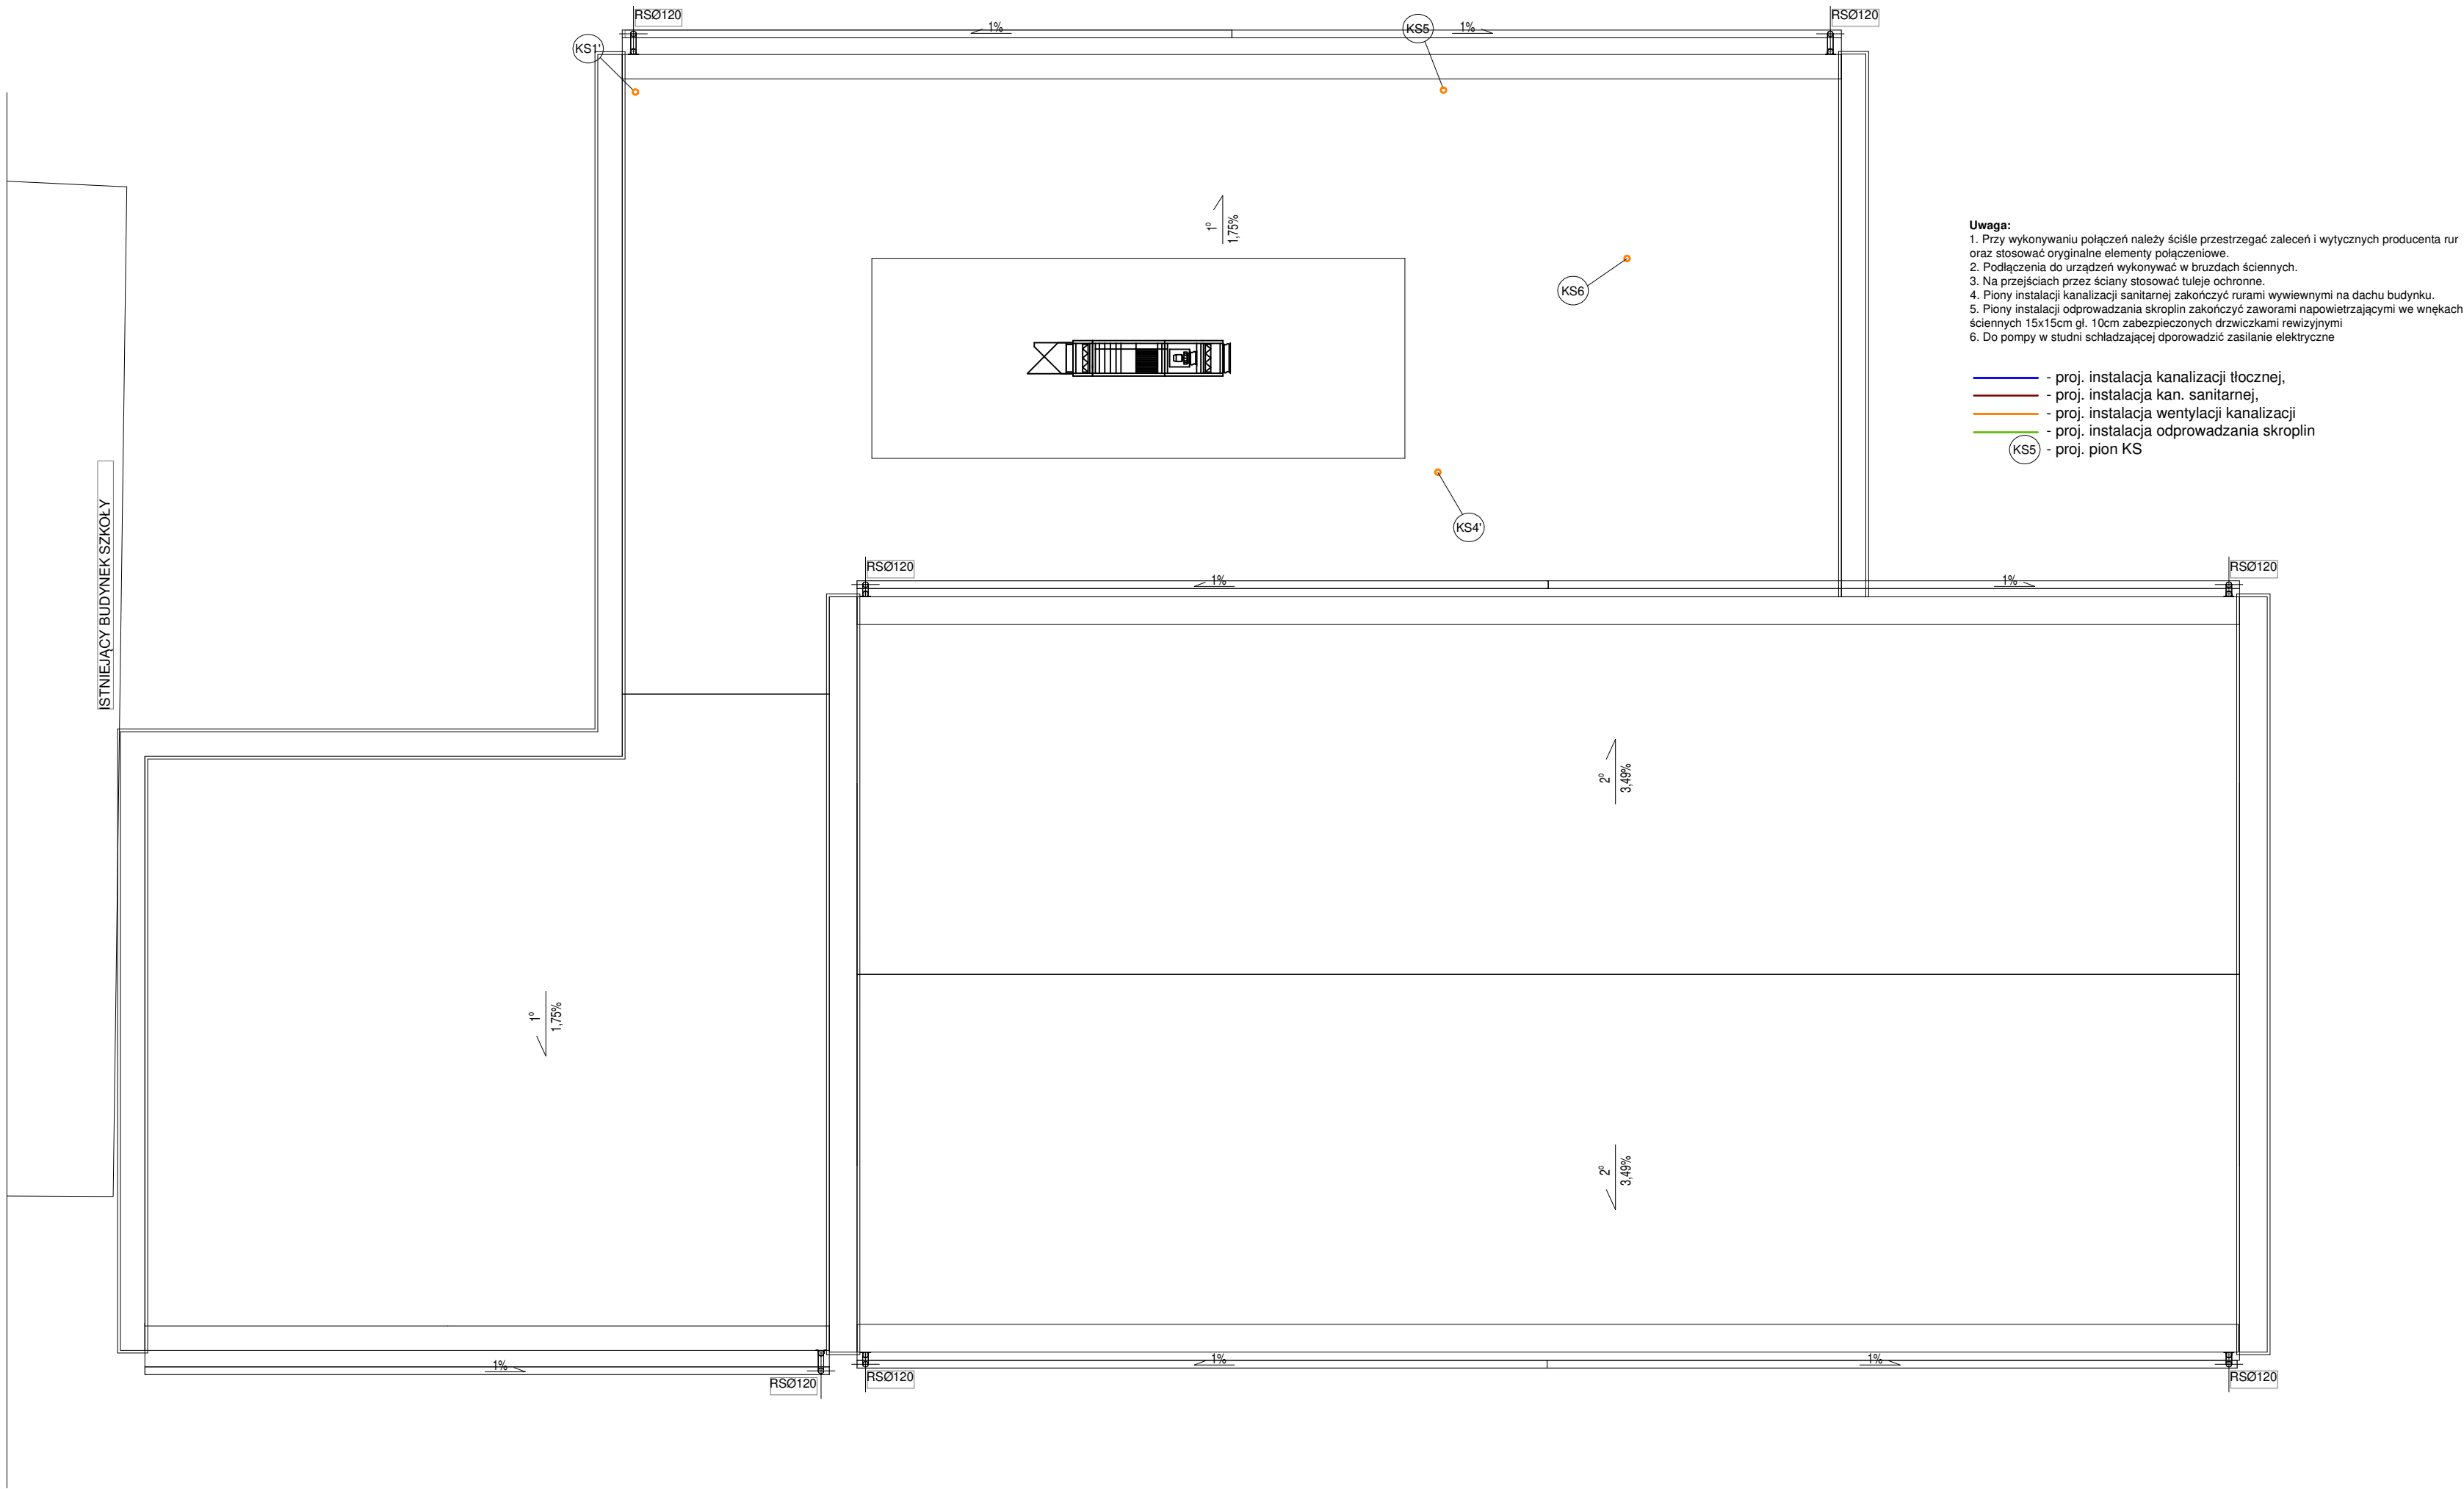 RSØ120
1%
KS5
1%
RSØ120
KS1'
1⁰
1,75%
KS6
KS4'
Uwaga:
1. Przy wykonywaniu połączeń należy ściśle przestrzegać zaleceń i wytycznych producenta rur
oraz stosować oryginalne elementy połączeniowe.
2. Podłączenia do urządzeń wykonywać w bruzdach ściennych.
3. Na przejściach przez ściany stosować tuleje ochronne.
4. Piony instalacji kanalizacji sanitarnej zakończyć rurami wywiewnymi na dachu budynku.
5. Piony instalacji odprowadzania skroplin zakończyć zaworami napowietrzającymi we wnękach
ściennych 15x15cm gł. 10cm zabezpieczonych drzwiczkami rewizyjnymi
6. Do pompy w studni schładzającej dporowadzić zasilanie elektryczne
- proj. instalacja kanalizacji tłocznej,
- proj. instalacja kan. sanitarnej,
- proj. instalacja wentylacji kanalizacji
- proj. instalacja odprowadzania skroplin
KS5 - proj. pion KS
ISTNIEJĄCY BUDYNEK SZKOŁY
RSØ120
1%
1%
RSØ120
2⁰
3,49%
1⁰
1,75%
2⁰
3,49%
1%
RSØ120
RSØ120
1%
1%
RSØ120